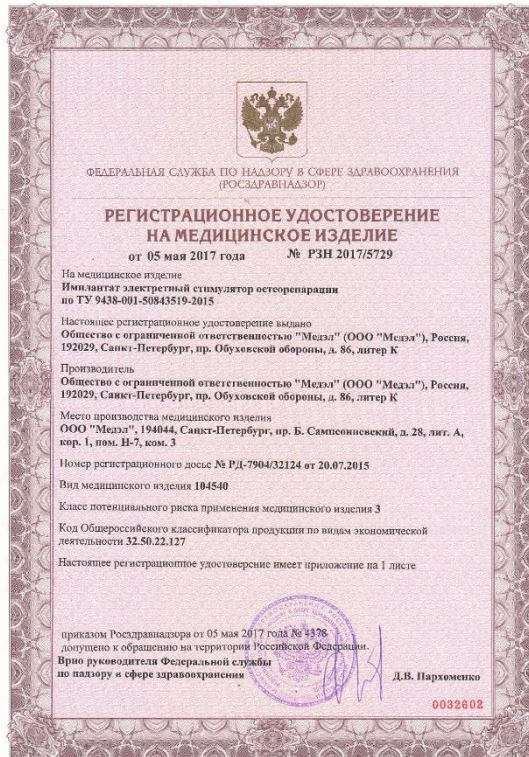 ФЕДЕРАЛЬНАЯ СЛУЖБА ПО НАДЗОРУ В СФЕРЕ ЗДРАВООХРАНЕНИЯ
(РОСЗДРАВНАДЗОР)
РЕГИСТРАЦИОННОЕ УДОСТОВЕРЕНИЕ
НА МЕДИЦИНСКОЕ ИЗДЕЛИЕ
от 05 мая 2017 года № РЗН 2017/5729
На медицинское изделие
Имплантат электретный стимулятор остеорепарации
по ТУ 9438-001-50843519-2015
Настоящее регистрационное удостоверение выдано
Общество с ограниченной ответственностью "Медэл" (ООО "Медэл"), Россия,
192029, Санкт-Петербург, пр. Обуховской обороны, д. 86, литер К
Производитель
Общество с ограниченной ответственностью "Медэл" (ООО "Медэл"), Россия,
192029, Санкт-Петербург, пр. Обуховской обороны, д. 86, литер К
Место производства медицинского изделия
ООО "Медэл", 194044, Санкт-Петербург, пр. Б. Сампсониевский, д. 28, лит. А,
кор. 1, пом. Н-7, ком. 3
Номер регистрационного досье № РД-7904/32124 от 20.07.2015
Вид медицинского изделия 104540
Класс потенциального риска применения медицинского изделия 3
Код Общероссийского классификатора продукции по видам экономической
деятельности 32.50.22.127
Настоящее регистрационное удостоверение имеет приложение на 1 листе
приказом Росздравнадзора от 05 мая 2017 года № 4378
допущено к обращению на территории Российской Федерации.
Врио руководителя Федеральной службы
по надзору в сфере здравоохранения
Д.В. Пархоменко
0032602